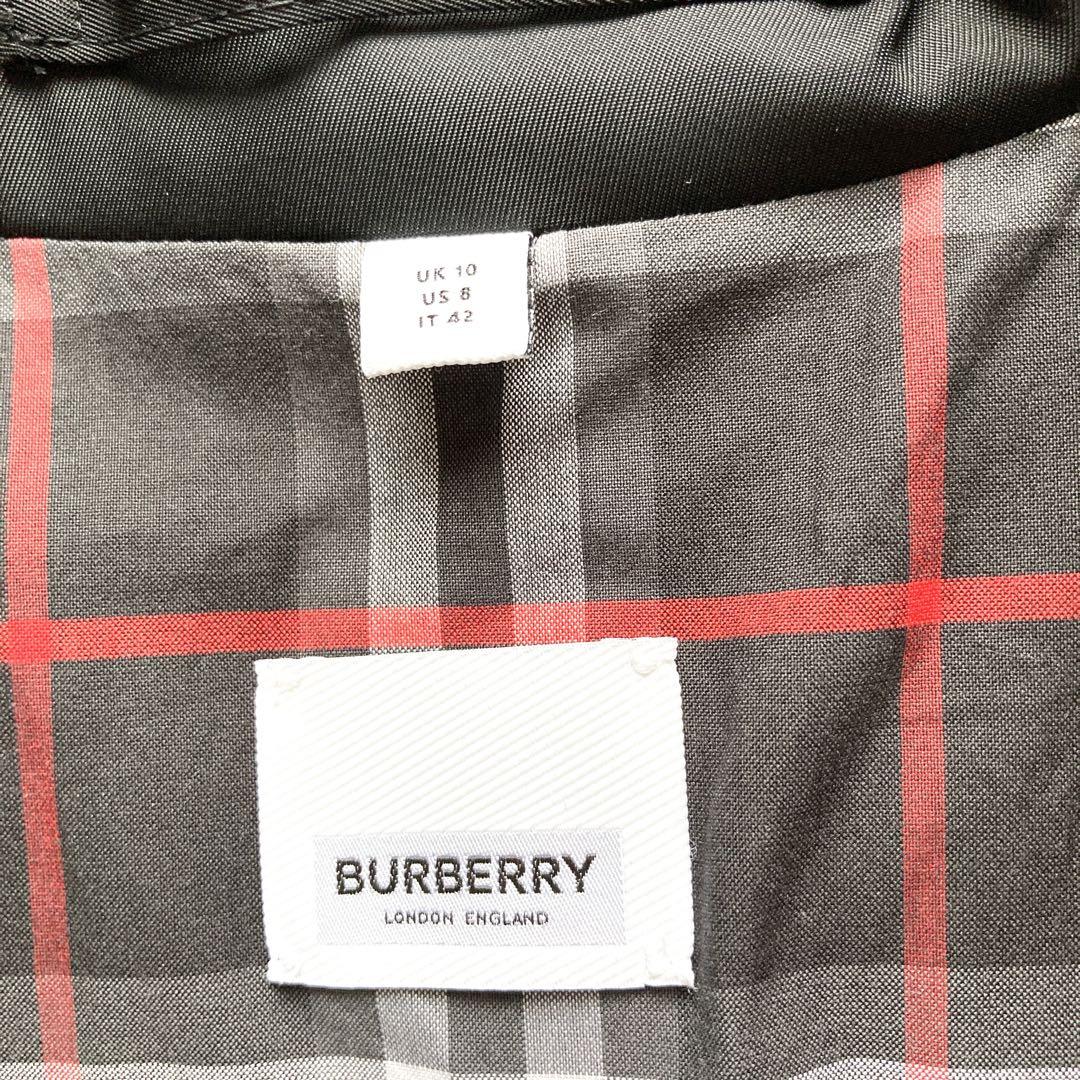 UK 10
US 8
IT 42
BURBERRY
LONDON ENGLAND